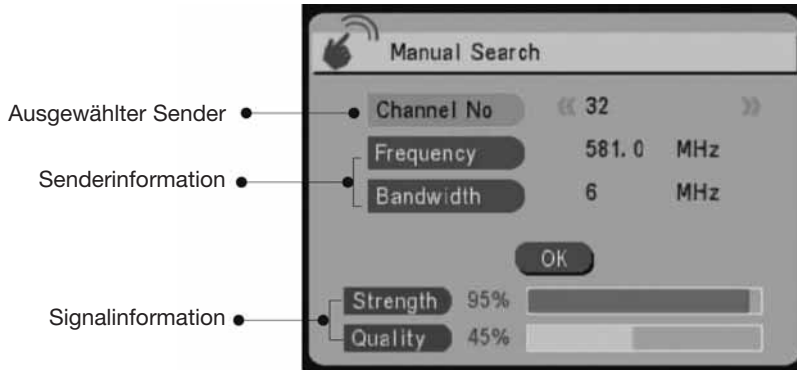 Manual Search
Ausgewählter Sender
Channel No « 32 »
Senderinformation
Frequency 581.0 MHz
Bandwidth 6 MHz
OK
Signalinformation
Strength 95%
Quality 45%